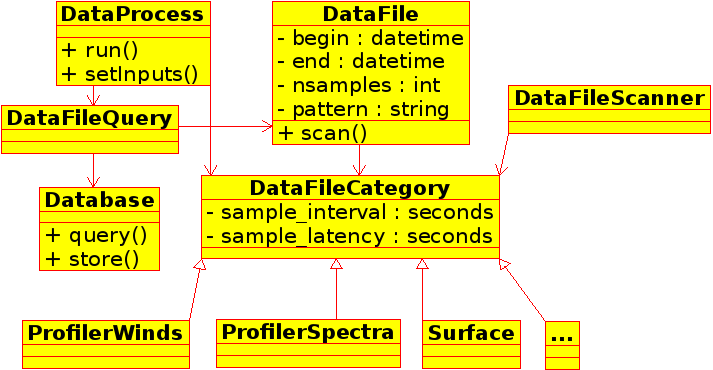 DataProcess
+ run()
+ setInputs()
DataFile
- begin : datetime
- end : datetime
- nsamples : int
- pattern : string
+ scan()
DataFileScanner
DataFileQuery
Database
+ query()
+ store()
DataFileCategory
- sample_interval : seconds
- sample_latency : seconds
ProfilerWinds
ProfilerSpectra
Surface
...